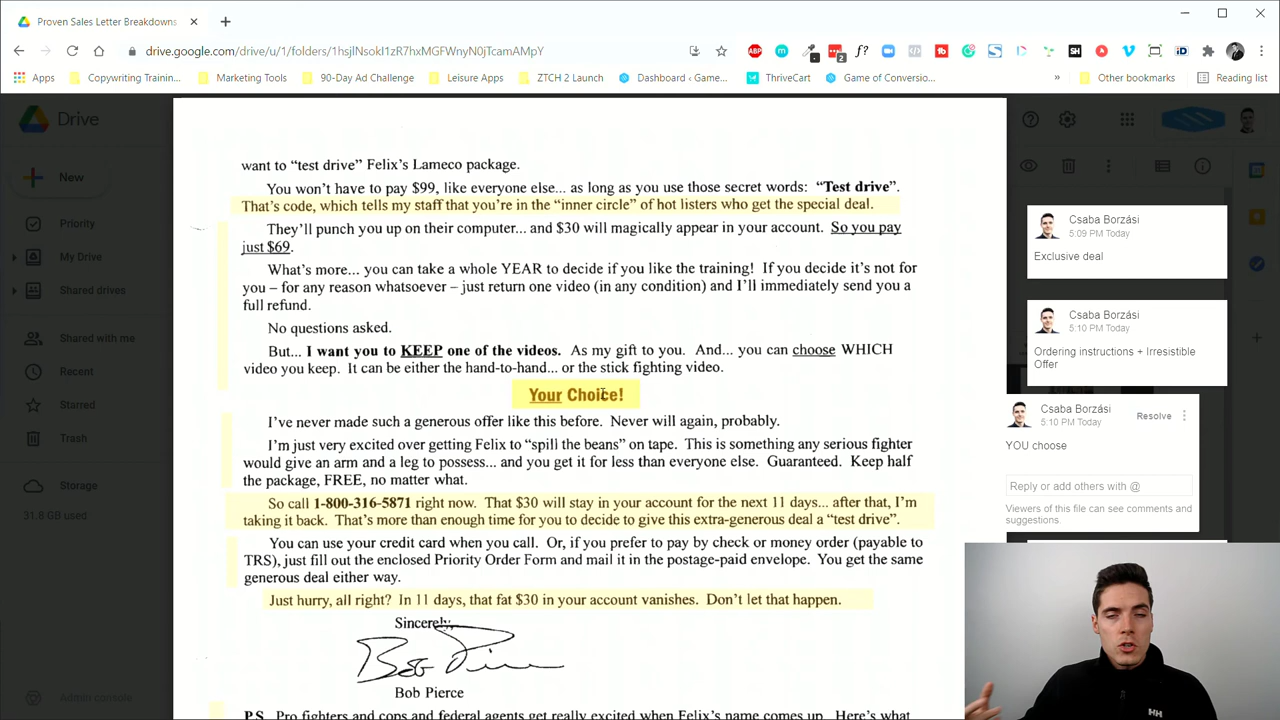 Proven Sales Letter Breakdowns
drive.google.com/drive/u/1/folders/1hsjlNsokI1zR7hxMGFWnyN0jTcamAMpY
Apps
Copywriting Trainin...
Marketing Tools
90-Day Ad Challenge
Leisure Apps
ZTCH 2 Launch
Dashboard ‹ Game...
ThriveCart
Game of Conversio...
»
Other bookmarks
Reading list
Drive
New
Priority
My Drive
Shared drives
Shared with me
Recent
Starred
Trash
Storage
31.8 GB used
Admin console
want to “test drive” Felix’s Lameco package.
You won’t have to pay $99, like everyone else... as long as you use those secret words: “Test drive”.
That’s code, which tells my staff that you’re in the “inner circle” of hot listers who get the special deal.
They’ll punch you up on their computer... and $30 will magically appear in your account. So you pay
just $69.
What’s more... you can take a whole YEAR to decide if you like the training! If you decide it’s not for
you – for any reason whatsoever – just return one video (in any condition) and I’ll immediately send you a
full refund.
No questions asked.
But... I want you to KEEP one of the videos. As my gift to you. And... you can choose WHICH
video you keep. It can be either the hand-to-hand... or the stick fighting video.
Your Choice!
I’ve never made such a generous offer like this before. Never will again, probably.
I’m just very excited over getting Felix to “spill the beans” on tape. This is something any serious fighter
would give an arm and a leg to possess... and you get it for less than everyone else. Guaranteed. Keep half
the package, FREE, no matter what.
So call 1-800-316-5871 right now. That $30 will stay in your account for the next 11 days... after that, I’m
taking it back. That’s more than enough time for you to decide to give this extra-generous deal a “test drive”.
You can use your credit card when you call. Or, if you prefer to pay by check or money order (payable to
TRS), just fill out the enclosed Priority Order Form and mail it in the postage-paid envelope. You get the same
generous deal either way.
Just hurry, all right? In 11 days, that fat $30 in your account vanishes. Don’t let that happen.
Sincerely,
Bob Pierce
P.S. Pro fighters and cops and federal agents get really excited when Felix’s name comes up. Here’s what
Csaba Borzási
5:09 PM Today
Exclusive deal
Csaba Borzási
5:10 PM Today
Ordering instructions + Irresistible
Offer
Csaba Borzási
5:10 PM Today
Resolve
YOU choose
Reply or add others with @
Viewers of this file can see comments and
suggestions.
HH